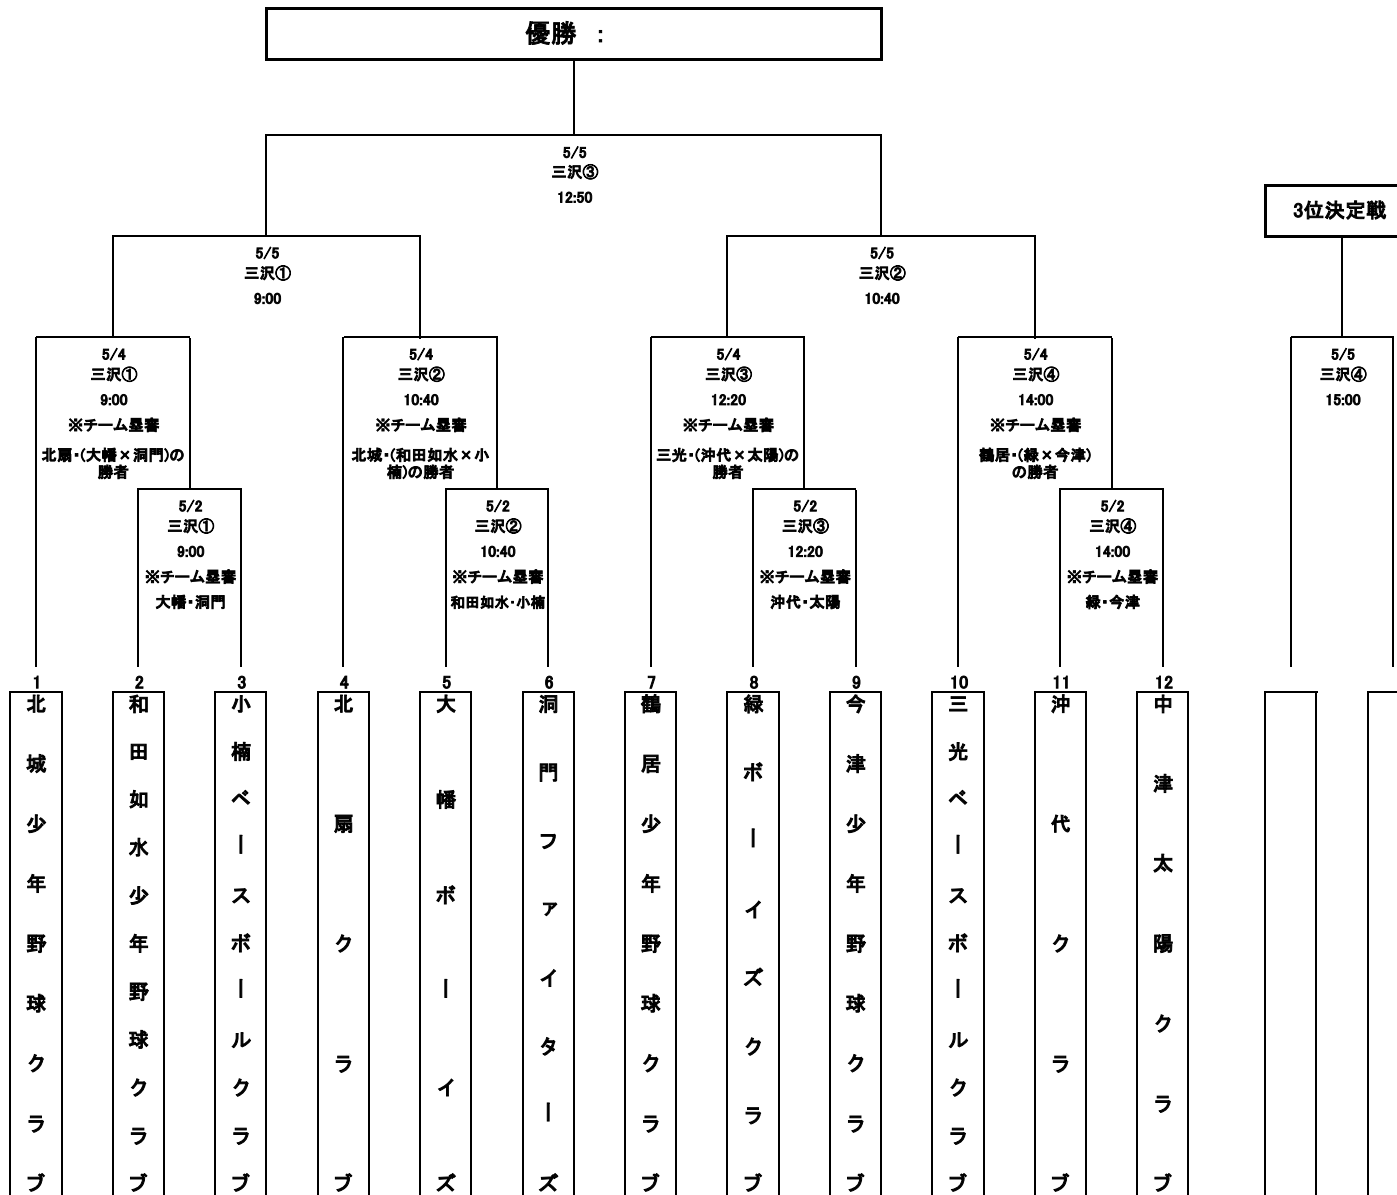 優勝 :
5/5
三沢③
12:50
3位決定戦
5/5
三沢①
9:00
5/5
三沢②
10:40
5/4
三沢①
9:00
※チーム塁審
北扇・(大幡×洞門)の
勝者
5/4
三沢②
10:40
※チーム塁審
北城・(和田如水×小
楠)の勝者
5/4
三沢③
12:20
※チーム塁審
三光・(沖代×太陽)の
勝者
5/4
三沢④
14:00
※チーム塁審
鶴居・(緑×今津)
の勝者
5/5
三沢④
15:00
5/2
三沢①
9:00
※チーム塁審
大幡・洞門
5/2
三沢②
10:40
※チーム塁審
和田如水・小楠
5/2
三沢③
12:20
※チーム塁審
沖代・太陽
5/2
三沢④
14:00
※チーム塁審
緑・今津
1
北城少年野球クラブ
2
和田如水少年野球クラブ
3
小楠ベースボールクラブ
4
北扇クラブ
5
大幡ボーイズ
6
洞門ファイターズ
7
鶴居少年野球クラブ
8
緑ボーイズクラブ
9
今津少年野球クラブ
10
三光ベースボールクラブ
11
沖代クラブ
12
中津太陽クラブ